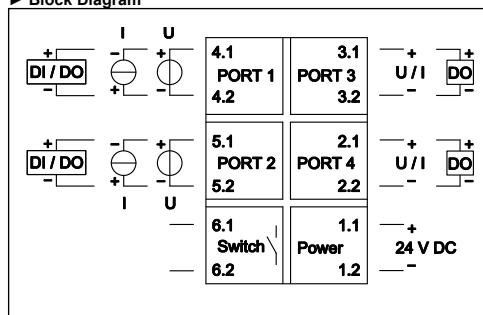 ► Block Diagram
I U
+ - + 4.1 3.1 + +
DI / DO PORT 1 PORT 3 U / I DO
- + - 4.2 3.2 - -
+ - + 5.1 2.1 + +
DI / DO PORT 2 PORT 4 U / I DO
- + - 5.2 2.2 - -
I U
6.1 1.1 +
Switch Power 24 V DC
6.2 1.2 -